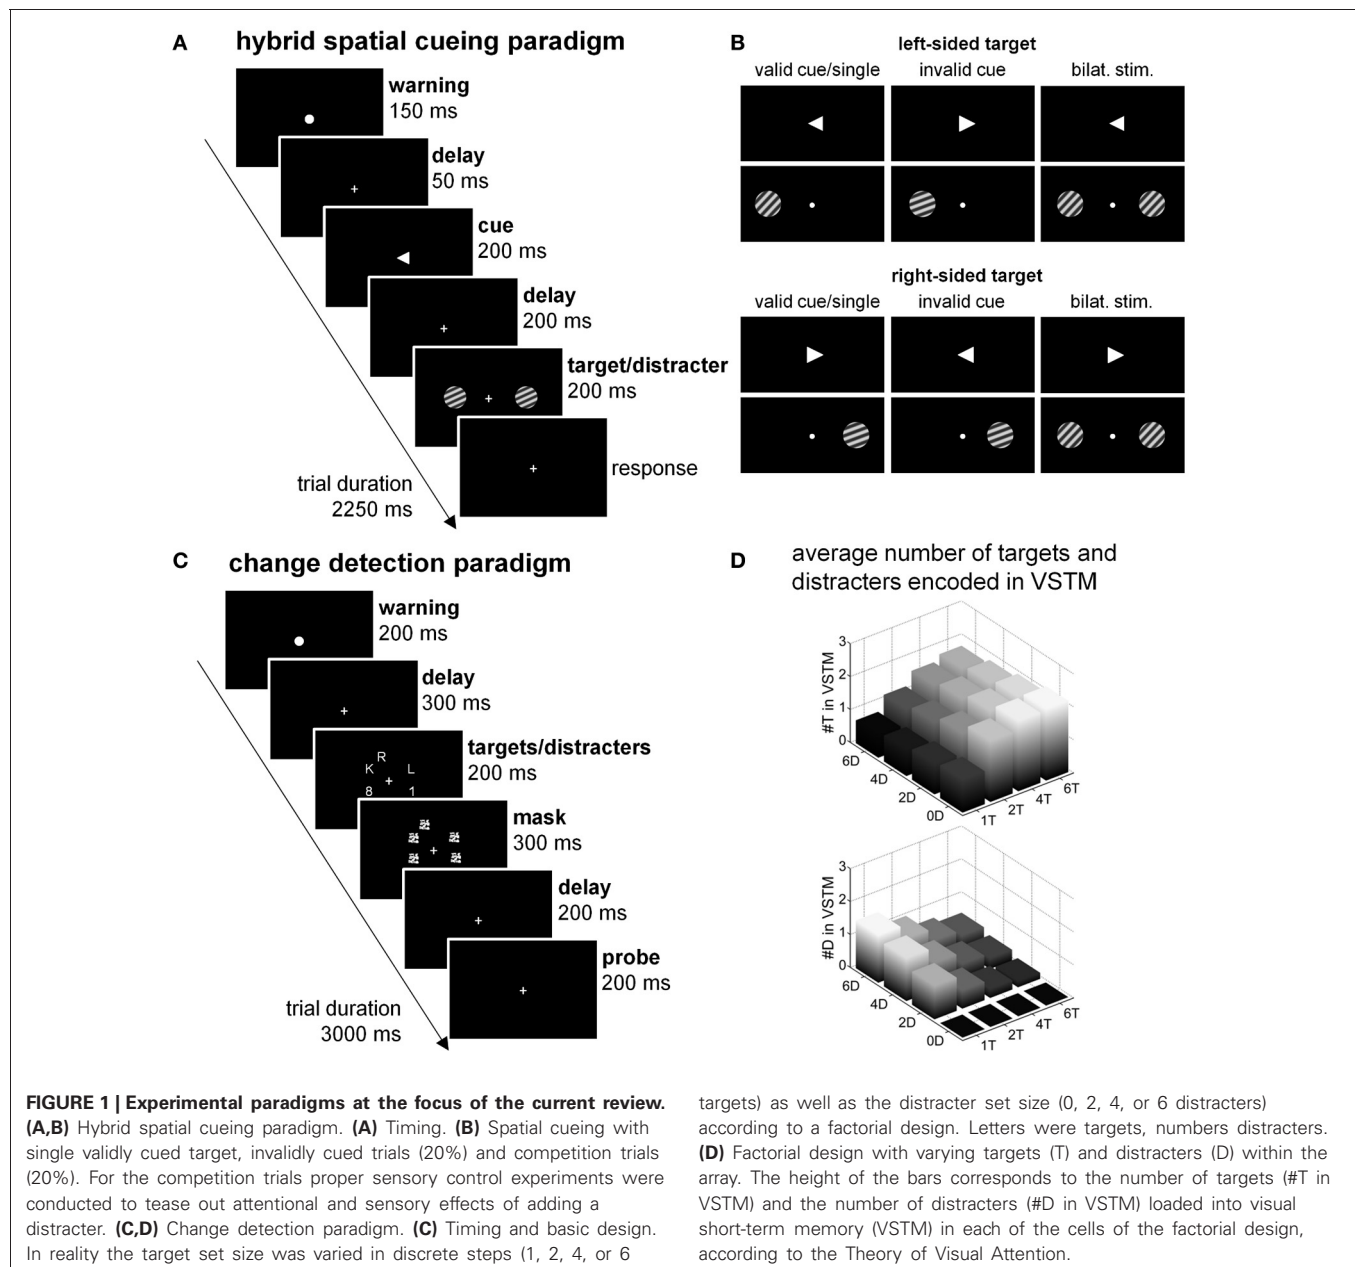 A hybrid spatial cueing paradigm
warning
150 ms
delay
50 ms
cue
200 ms
delay
200 ms
target/distracter
200 ms
response
trial duration
2250 ms
B
left-sided target
valid cue/single invalid cue bilat. stim.
right-sided target
valid cue/single invalid cue bilat. stim.
C change detection paradigm
warning
200 ms
delay
300 ms
targets/distracters
200 ms
R
K L
8 1
mask
300 ms
delay
200 ms
probe
200 ms
trial duration
3000 ms
D average number of targets and
distracters encoded in VSTM
#T in VSTM
3
2
1
0
6D
4D
2D
0D
1T
2T
4T
6T
#D in VSTM
3
2
1
0
6D
4D
2D
0D
1T
2T
4T
6T
FIGURE 1 | Experimental paradigms at the focus of the current review.
(A,B) Hybrid spatial cueing paradigm. (A) Timing. (B) Spatial cueing with
single validly cued target, invalidly cued trials (20%) and competition trials
(20%). For the competition trials proper sensory control experiments were
conducted to tease out attentional and sensory effects of adding a
distracter. (C,D) Change detection paradigm. (C) Timing and basic design.
In reality the target set size was varied in discrete steps (1, 2, 4, or 6
targets) as well as the distracter set size (0, 2, 4, or 6 distracters)
according to a factorial design. Letters were targets, numbers distracters.
(D) Factorial design with varying targets (T) and distracters (D) within the
array. The height of the bars corresponds to the number of targets (#T in
VSTM) and the number of distracters (#D in VSTM) loaded into visual
short-term memory (VSTM) in each of the cells of the factorial design,
according to the Theory of Visual Attention.